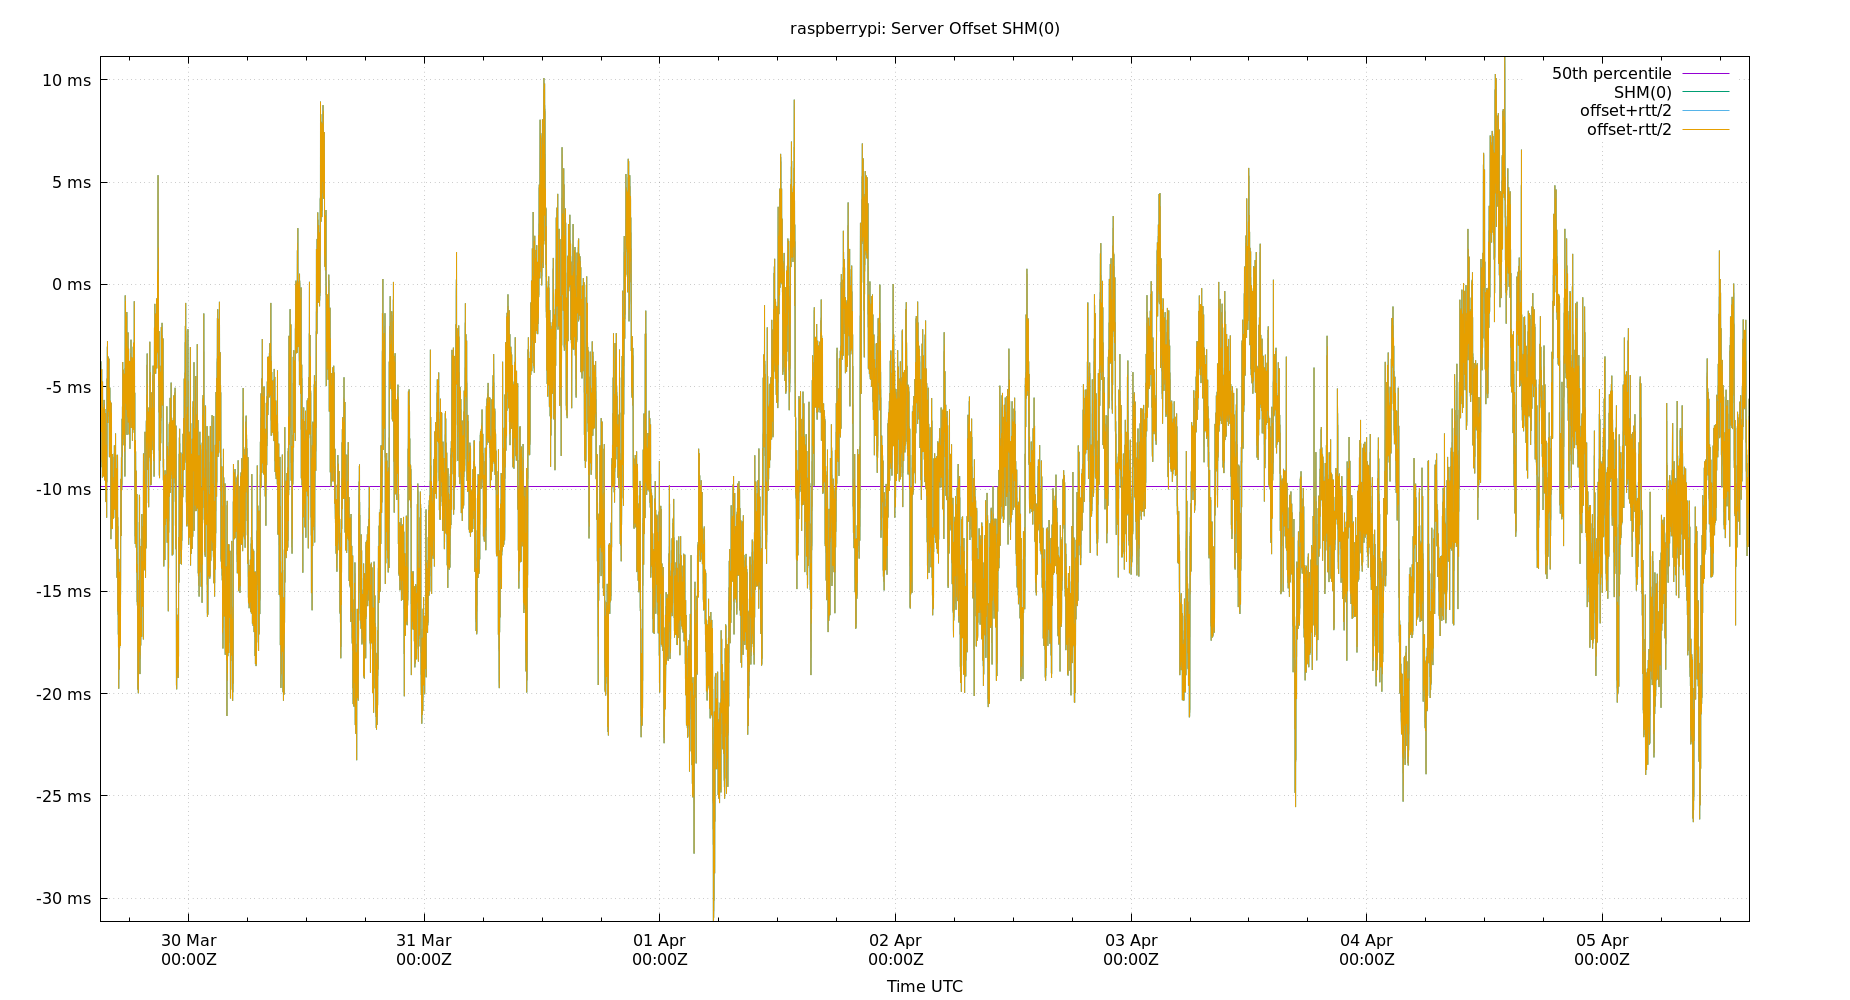 raspberrypi: Server Offset SHM(0)
50th percentile
SHM(0)
offset+rtt/2
offset-rtt/2
10 ms
5 ms
0 ms
-5 ms
-10 ms
-15 ms
-20 ms
-25 ms
-30 ms
30 Mar 31 Mar 01 Apr 02 Apr 03 Apr 04 Apr 05 Apr
00:00Z 00:00Z 00:00Z 00:00Z 00:00Z 00:00Z 00:00Z
Time UTC